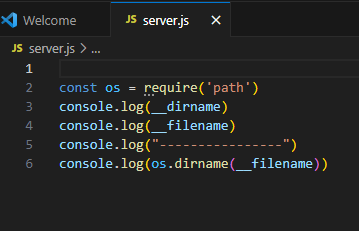 Welcome
JS server.js ×
JS server.js > ...
1
2 const os = require('path')
3 console.log(__dirname)
4 console.log(__filename)
5 console.log("----------------")
6 console.log(os.dirname(__filename))